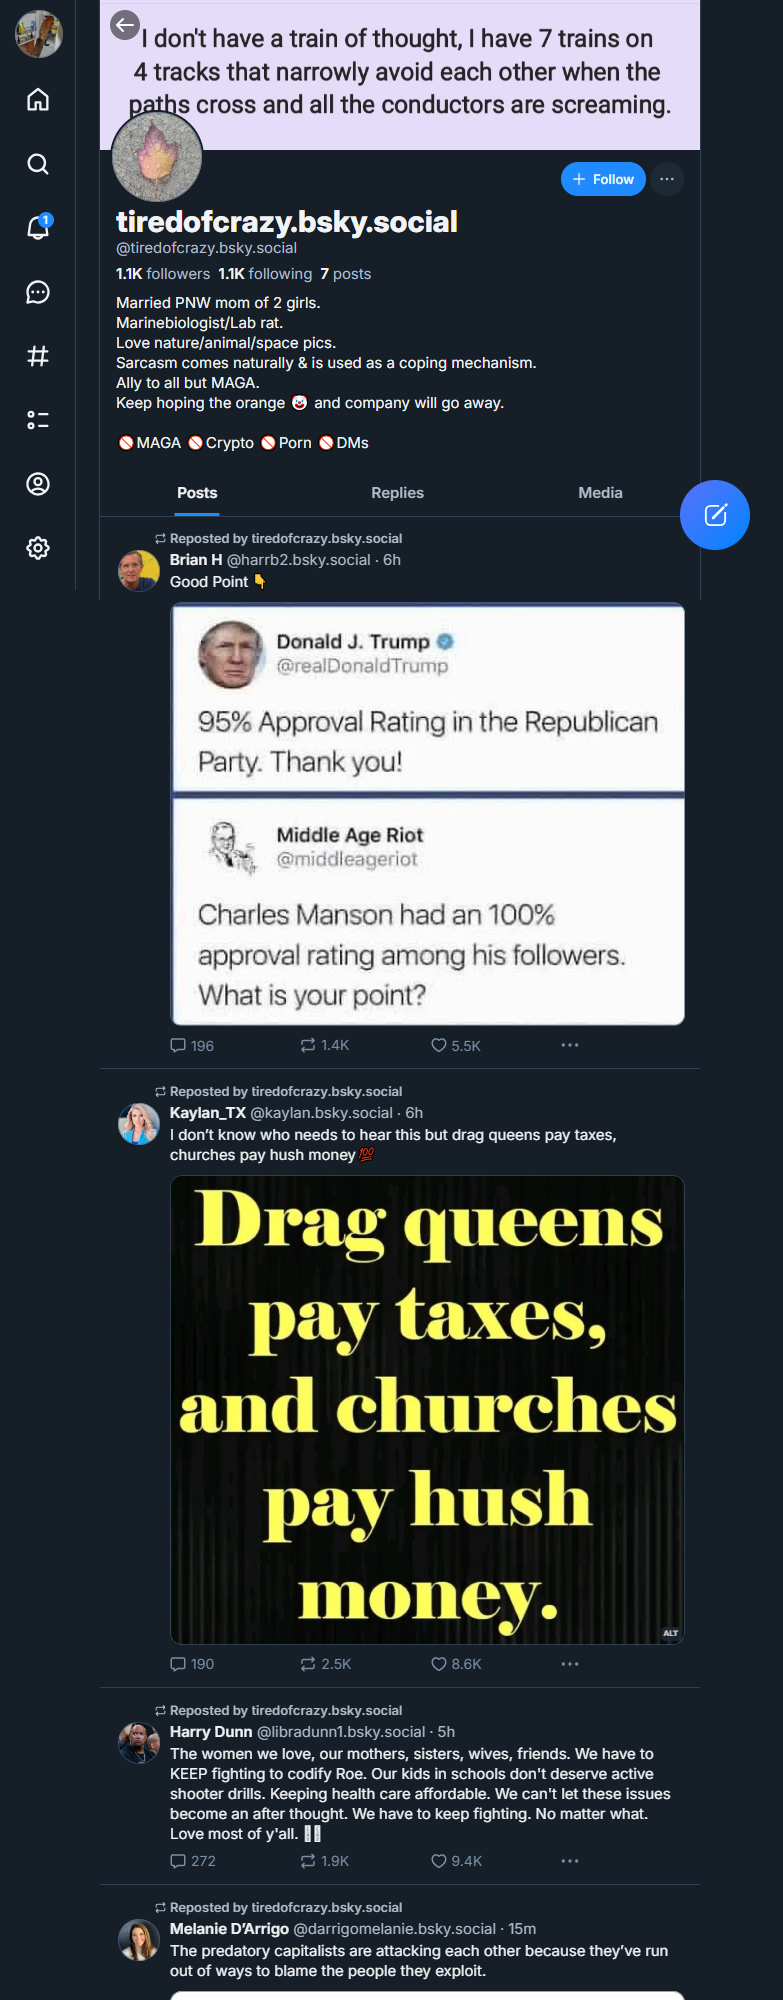 I don't have a train of thought, I have 7 trains on
4 tracks that narrowly avoid each other when the
paths cross and all the conductors are screaming.
+ Follow
1
tiredofcrazy.bsky.social
@tiredofcrazy.bsky.social
1.1K followers 1.1K following 7 posts
Married PNW mom of 2 girls.
Marinebiologist/Lab rat.
Love nature/animal/space pics.
Sarcasm comes naturally & is used as a coping mechanism.
Ally to all but MAGA.
Keep hoping the orange 🤡 and company will go away.
🚫MAGA 🚫Crypto 🚫Porn 🚫DMs
Posts Replies Media
Reposted by tiredofcrazy.bsky.social
Brian H @harrb2.bsky.social · 6h
Good Point 👇
Donald J. Trump
@realDonaldTrump
95% Approval Rating in the Republican
Party. Thank you!
Middle Age Riot
@middleageriot
Charles Manson had an 100%
approval rating among his followers.
What is your point?
196 1.4K 5.5K
Reposted by tiredofcrazy.bsky.social
Kaylan_TX @kaylan.bsky.social · 6h
I don’t know who needs to hear this but drag queens pay taxes,
churches pay hush money💯
Drag queens
pay taxes,
and churches
pay hush
money.
ALT
190 2.5K 8.6K
Reposted by tiredofcrazy.bsky.social
Harry Dunn @libradunn1.bsky.social · 5h
The women we love, our mothers, sisters, wives, friends. We have to
KEEP fighting to codify Roe. Our kids in schools don't deserve active
shooter drills. Keeping health care affordable. We can't let these issues
become an after thought. We have to keep fighting. No matter what.
Love most of y'all.
272 1.9K 9.4K
Reposted by tiredofcrazy.bsky.social
Melanie D’Arrigo @darrigomelanie.bsky.social · 15m
The predatory capitalists are attacking each other because they’ve run
out of ways to blame the people they exploit.